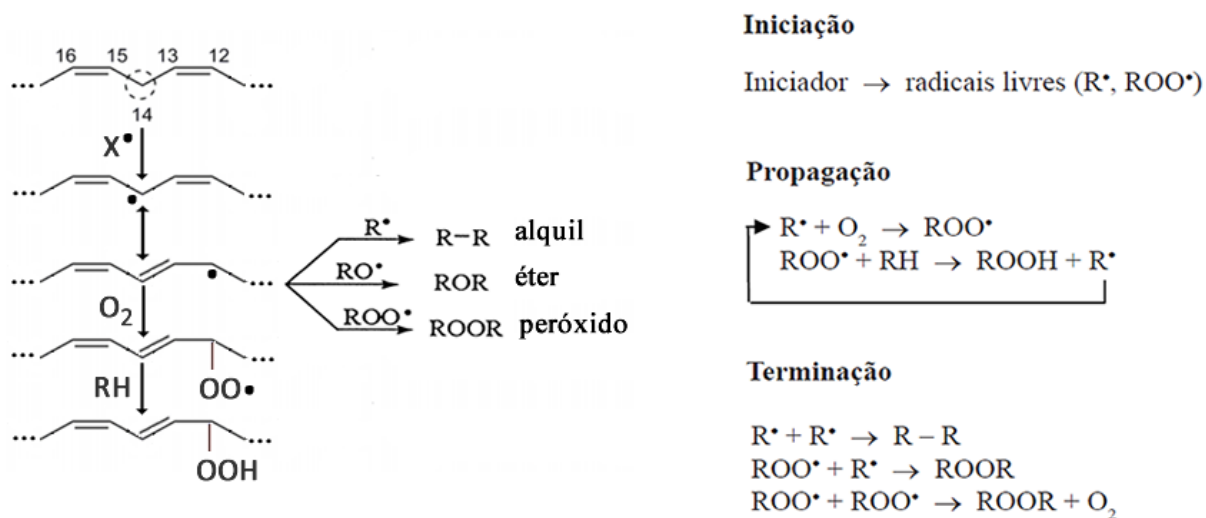 16 15 13 12
... ...
14
X•
... • ...
R• R–R alquil
... • ... RO• ROR éter
O₂ ROO• ROOR peróxido
... ...
RH OO•
... ...
OOH
Iniciação
Iniciador → radicais livres (R•, ROO•)
Propagação
R• + O₂ → ROO•
ROO• + RH → ROOH + R•
Terminação
R• + R• → R – R
ROO• + R• → ROOR
ROO• + ROO• → ROOR + O₂